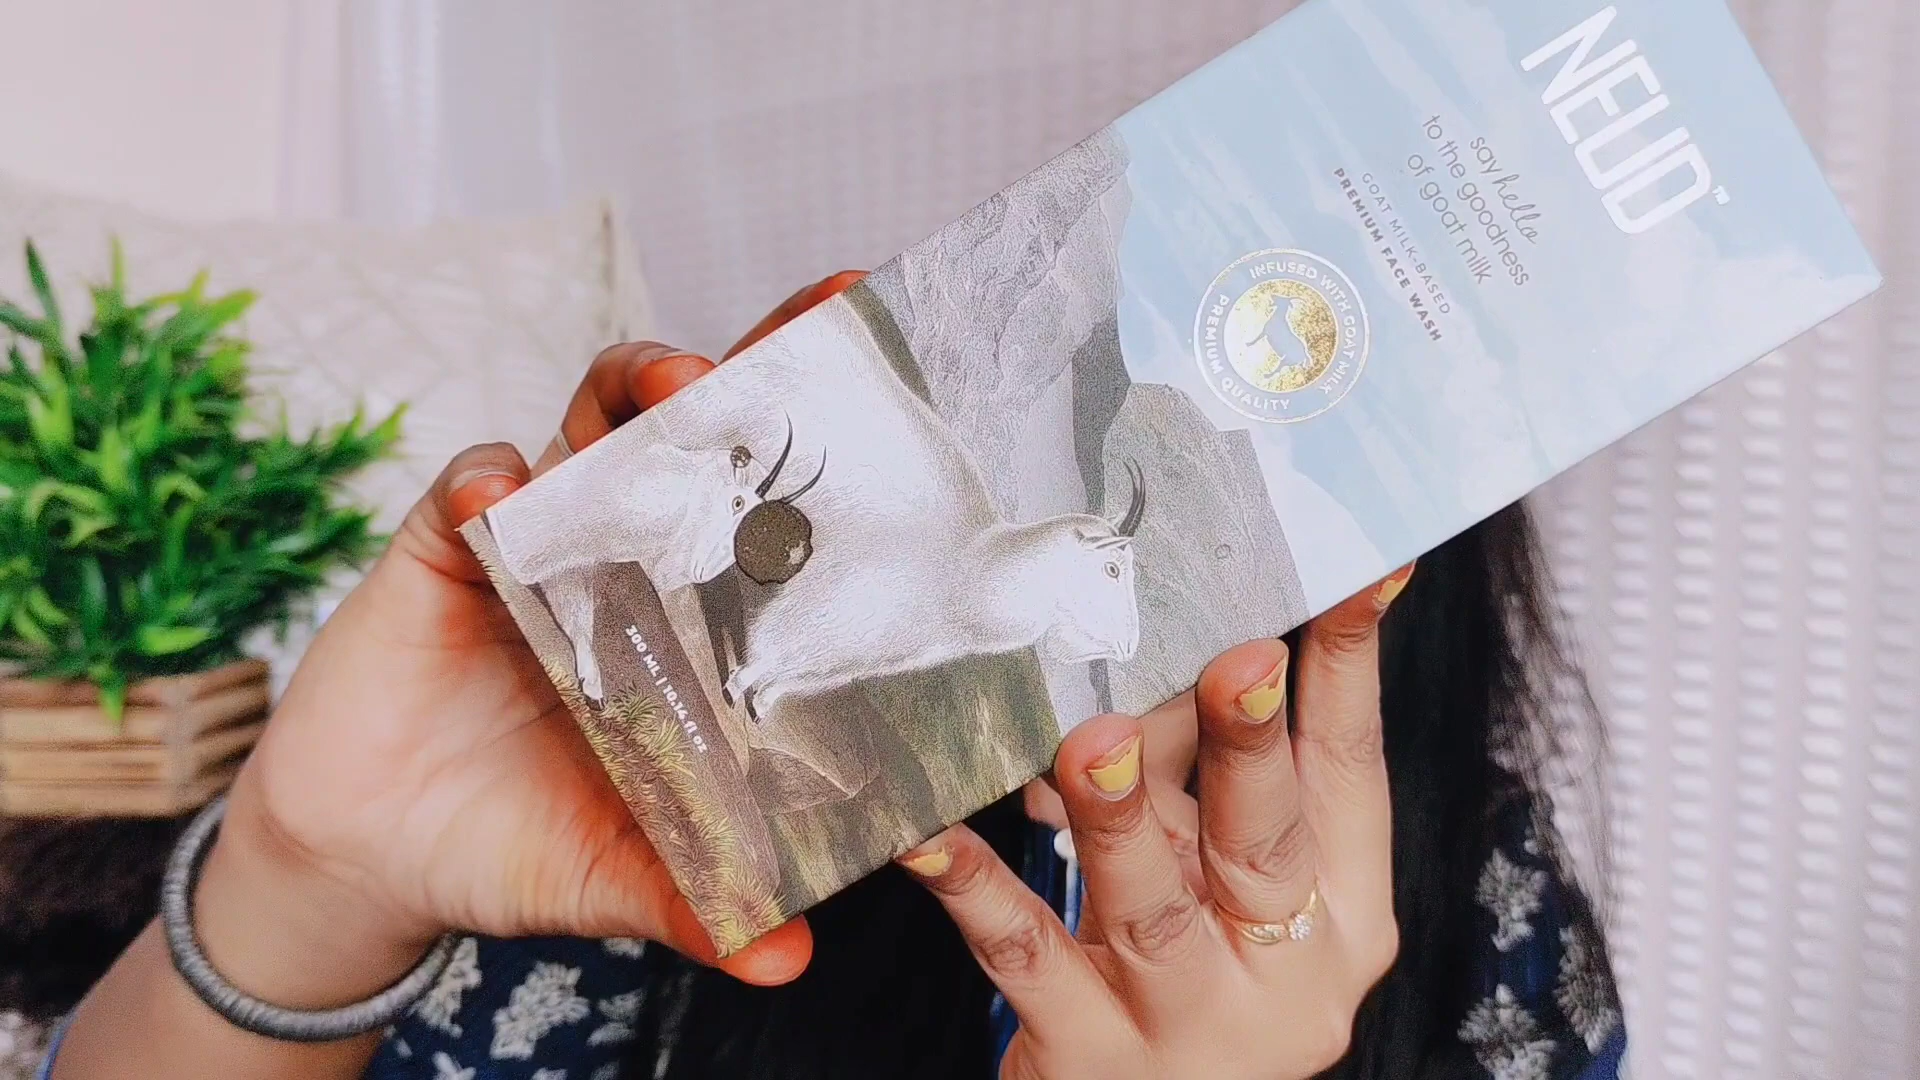 NEUD™
say hello
to the goodness
of goat milk
GOAT MILK-BASED
PREMIUM FACE WASH
INFUSED WITH GOAT MILK
PREMIUM QUALITY
300 ML | 10.14 fl oz